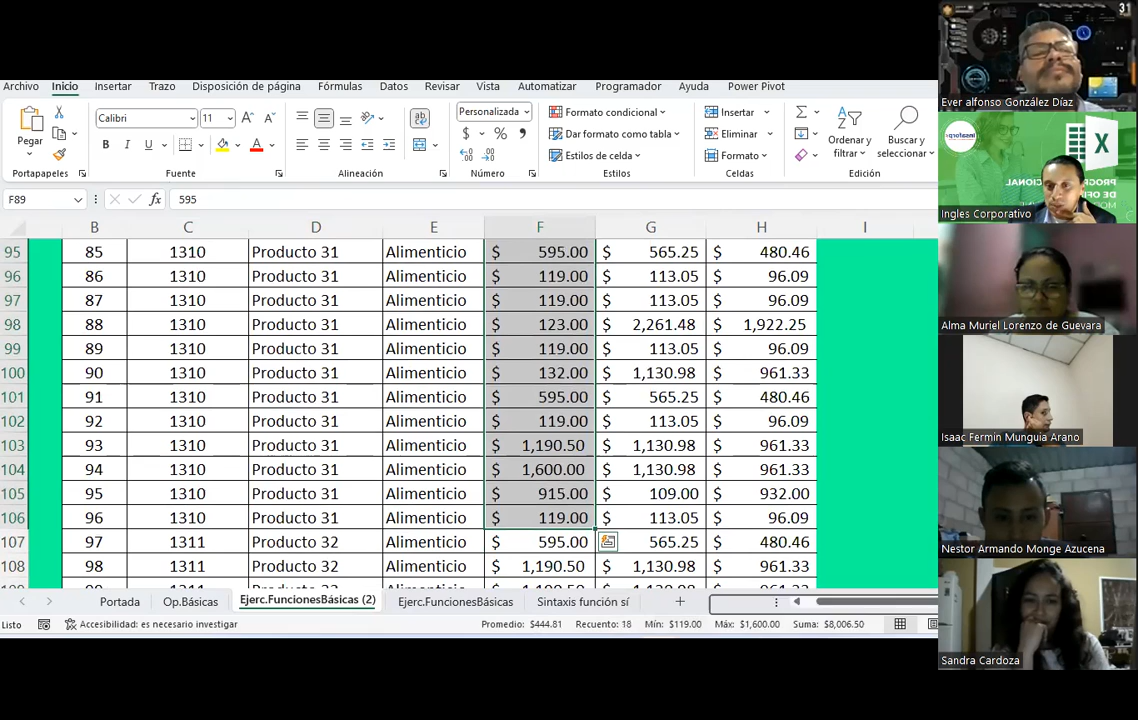 Archivo Inicio Insertar Trazo Disposición de página Fórmulas Datos Revisar Vista Automatizar Programador Ayuda Power Pivot
Pegar
Calibri 11
Personalizada
Formato condicional
Dar formato como tabla
Estilos de celda
Insertar
Eliminar
Formato
Ordenar y filtrar
Buscar y seleccionar
Portapapeles Fuente Alineación Número Estilos Celdas Edición
F89 fx 595
B C D E F G H I
95 85 1310 Producto 31 Alimenticio $ 595.00 $ 565.25 $ 480.46
96 86 1310 Producto 31 Alimenticio $ 119.00 $ 113.05 $ 96.09
97 87 1310 Producto 31 Alimenticio $ 119.00 $ 113.05 $ 96.09
98 88 1310 Producto 31 Alimenticio $ 123.00 $ 2,261.48 $ 1,922.25
99 89 1310 Producto 31 Alimenticio $ 119.00 $ 113.05 $ 96.09
100 90 1310 Producto 31 Alimenticio $ 132.00 $ 1,130.98 $ 961.33
101 91 1310 Producto 31 Alimenticio $ 595.00 $ 565.25 $ 480.46
102 92 1310 Producto 31 Alimenticio $ 119.00 $ 113.05 $ 96.09
103 93 1310 Producto 31 Alimenticio $ 1,190.50 $ 1,130.98 $ 961.33
104 94 1310 Producto 31 Alimenticio $ 1,600.00 $ 1,130.98 $ 961.33
105 95 1310 Producto 31 Alimenticio $ 915.00 $ 109.00 $ 932.00
106 96 1310 Producto 31 Alimenticio $ 119.00 $ 113.05 $ 96.09
107 97 1311 Producto 32 Alimenticio $ 595.00 565.25 $ 480.46
108 98 1311 Producto 32 Alimenticio $ 1,190.50 $ 1,130.98 $ 961.33
Portada Op.Básicas Ejerc.FuncionesBásicas (2) Ejerc.FuncionesBásicas Sintaxis función sí
Listo Accesibilidad: es necesario investigar Promedio: $444.81 Recuento: 18 Mín: $119.00 Máx: $1,600.00 Suma: $8,006.50
31
Ever alfonso González Díaz
Insaforp
Ingles Corporativo
Alma Muriel Lorenzo de Guevara
Isaac Fermin Munguia Arano
Nestor Armando Monge Azucena
Sandra Cardoza